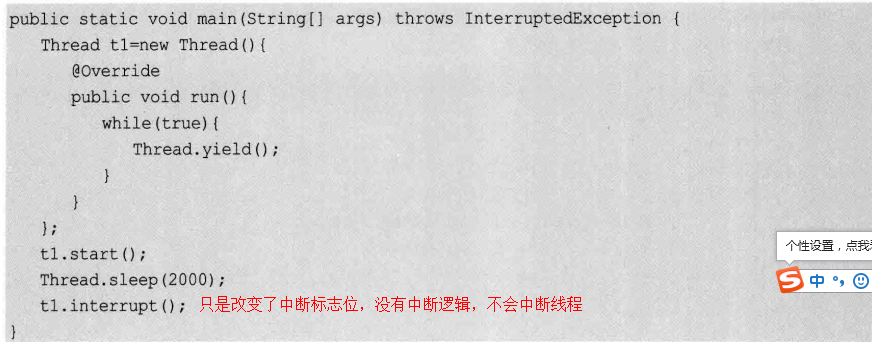 public static void main(String[] args) throws InterruptedException {
Thread t1=new Thread(){
@Override
public void run(){
while(true){
Thread.yield();
}
}
};
t1.start();
Thread.sleep(2000);
t1.interrupt(); 只是改变了中断标志位，没有中断逻辑，不会中断线程
}
个性设置，点我
S 中